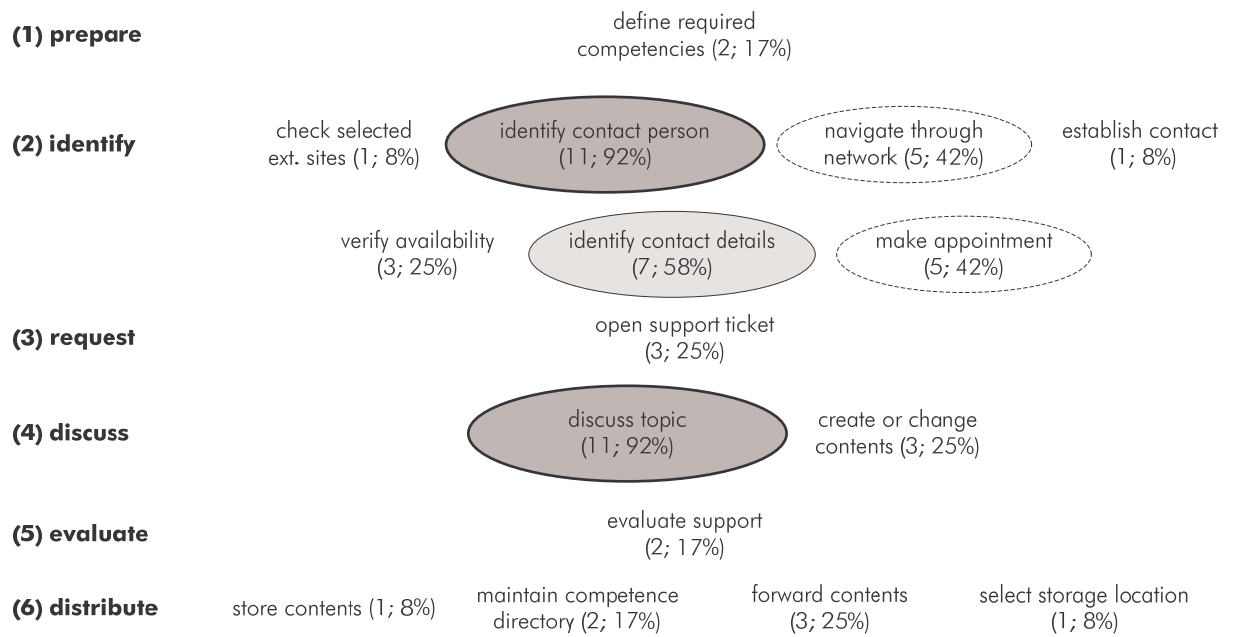 (1) prepare
define required
competencies (2; 17%)
(2) identify
check selected
ext. sites (1; 8%)
identify contact person
(11; 92%)
navigate through
network (5; 42%)
establish contact
(1; 8%)
verify availability
(3; 25%)
identify contact details
(7; 58%)
make appointment
(5; 42%)
(3) request
open support ticket
(3; 25%)
(4) discuss
discuss topic
(11; 92%)
create or change
contents (3; 25%)
(5) evaluate
evaluate support
(2; 17%)
(6) distribute
store contents (1; 8%)
maintain competence
directory (2; 17%)
forward contents
(3; 25%)
select storage location
(1; 8%)